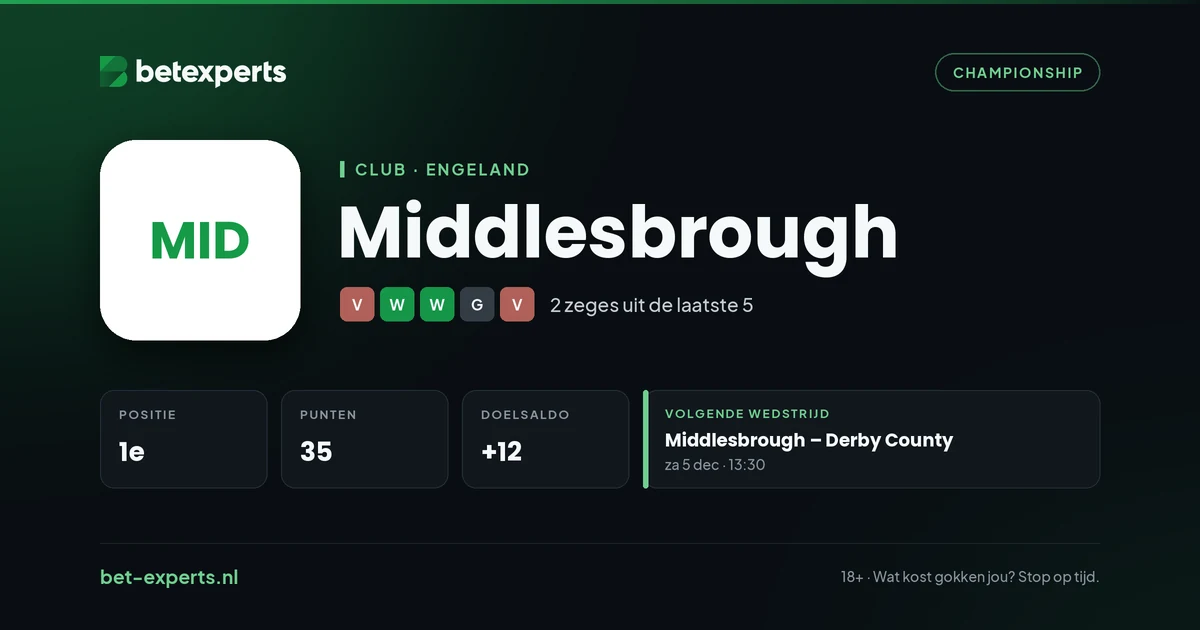 betexperts
CHAMPIONSHIP
MID
CLUB · ENGELAND
Middlesbrough
V W W G V 2 zeges uit de laatste 5
POSITIE
1e
PUNTEN
35
DOELSALDO
+12
VOLGENDE WEDSTRIJD
Middlesbrough – Derby County
za 5 dec · 13:30
bet-experts.nl
18+ · Wat kost gokken jou? Stop op tijd.